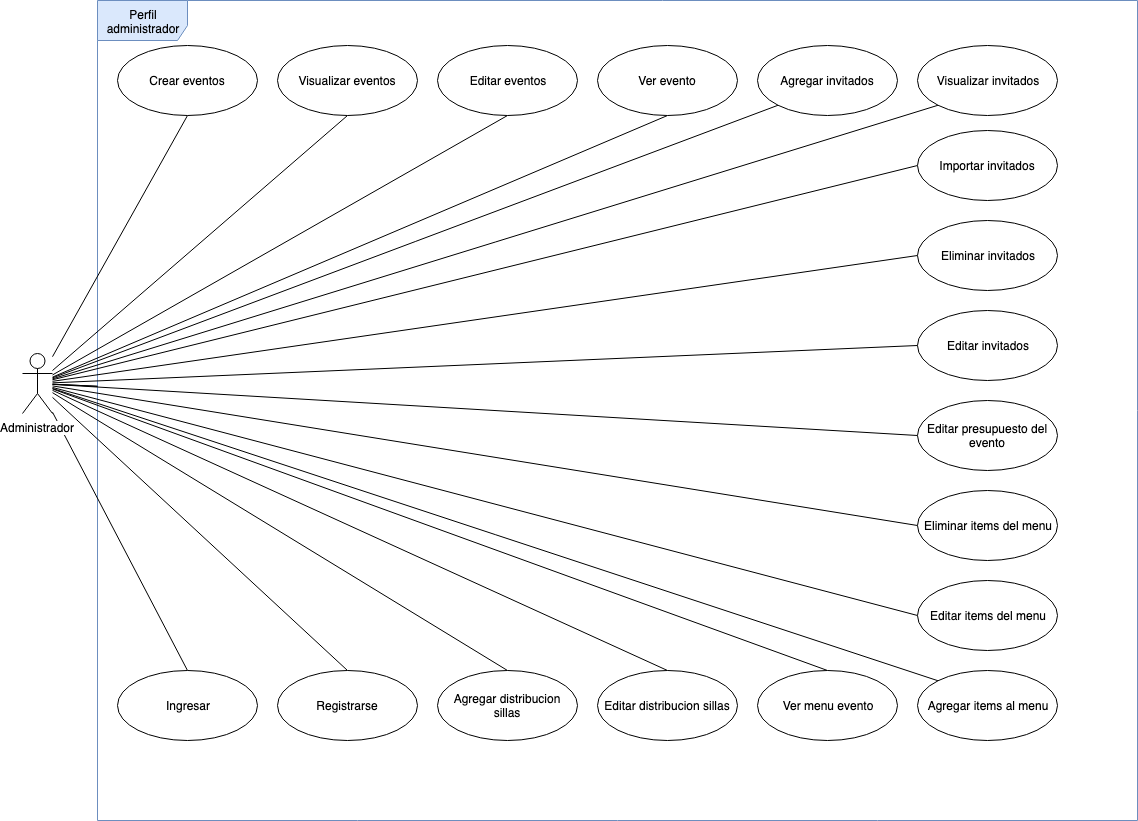 Perfil
administrador
Crear eventos
Visualizar eventos
Editar eventos
Ver evento
Agregar invitados
Visualizar invitados
Importar invitados
Eliminar invitados
Editar invitados
Administrador
Editar presupuesto del
evento
Eliminar items del menu
Editar items del menu
Ingresar
Registrarse
Agregar distribucion
sillas
Editar distribucion sillas
Ver menu evento
Agregar items al menu